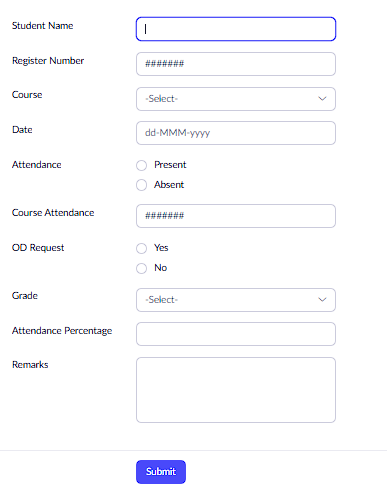 Student Name
Register Number #######
Course -Select-
Date dd-MMM-yyyy
Attendance Present
Absent
Course Attendance #######
OD Request Yes
No
Grade -Select-
Attendance Percentage
Remarks
Submit